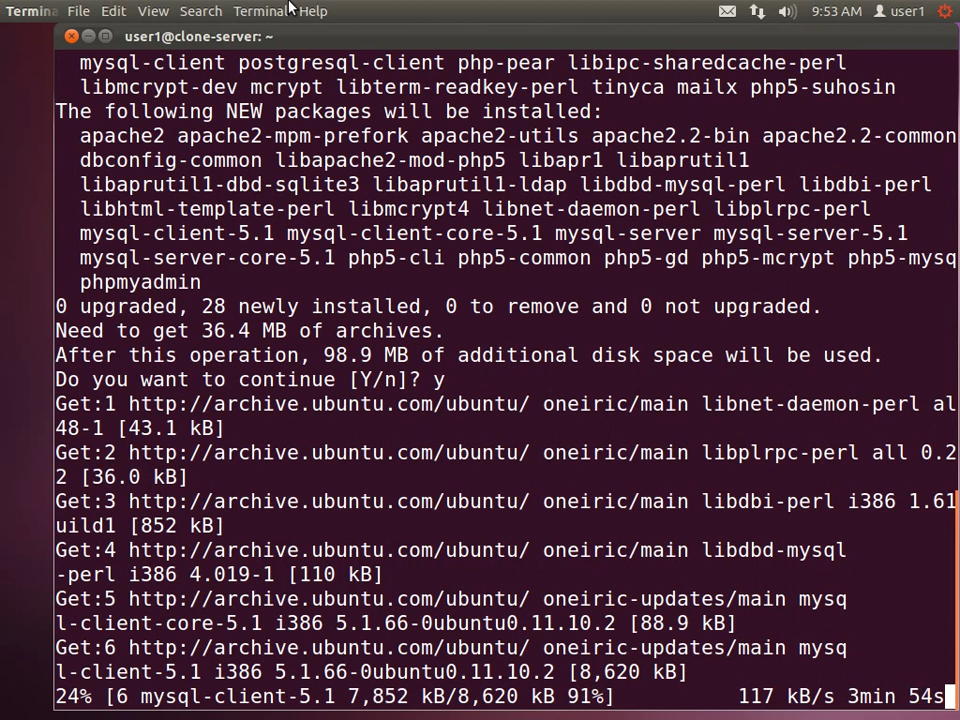 Termina File Edit View Search Terminal Help 9:53 AM user1
user1@clone-server: ~
mysql-client postgresql-client php-pear libipc-sharedcache-perl
libmcrypt-dev mcrypt libterm-readkey-perl tinyca mailx php5-suhosin
The following NEW packages will be installed:
apache2 apache2-mpm-prefork apache2-utils apache2.2-bin apache2.2-common
dbconfig-common libapache2-mod-php5 libapr1 libaprutil1
libaprutil1-dbd-sqlite3 libaprutil1-ldap libdbd-mysql-perl libdbi-perl
libhtml-template-perl libmcrypt4 libnet-daemon-perl libplrpc-perl
mysql-client-5.1 mysql-client-core-5.1 mysql-server mysql-server-5.1
mysql-server-core-5.1 php5-cli php5-common php5-gd php5-mcrypt php5-mysq
phpmyadmin
0 upgraded, 28 newly installed, 0 to remove and 0 not upgraded.
Need to get 36.4 MB of archives.
After this operation, 98.9 MB of additional disk space will be used.
Do you want to continue [Y/n]? y
Get:1 http://archive.ubuntu.com/ubuntu/ oneiric/main libnet-daemon-perl al
48-1 [43.1 kB]
Get:2 http://archive.ubuntu.com/ubuntu/ oneiric/main libplrpc-perl all 0.2
2 [36.0 kB]
Get:3 http://archive.ubuntu.com/ubuntu/ oneiric/main libdbi-perl i386 1.61
uild1 [852 kB]
Get:4 http://archive.ubuntu.com/ubuntu/ oneiric/main libdbd-mysql
-perl i386 4.019-1 [110 kB]
Get:5 http://archive.ubuntu.com/ubuntu/ oneiric-updates/main mysq
l-client-core-5.1 i386 5.1.66-0ubuntu0.11.10.2 [88.9 kB]
Get:6 http://archive.ubuntu.com/ubuntu/ oneiric-updates/main mysq
l-client-5.1 i386 5.1.66-0ubuntu0.11.10.2 [8,620 kB]
24% [6 mysql-client-5.1 7,852 kB/8,620 kB 91%] 117 kB/s 3min 54s